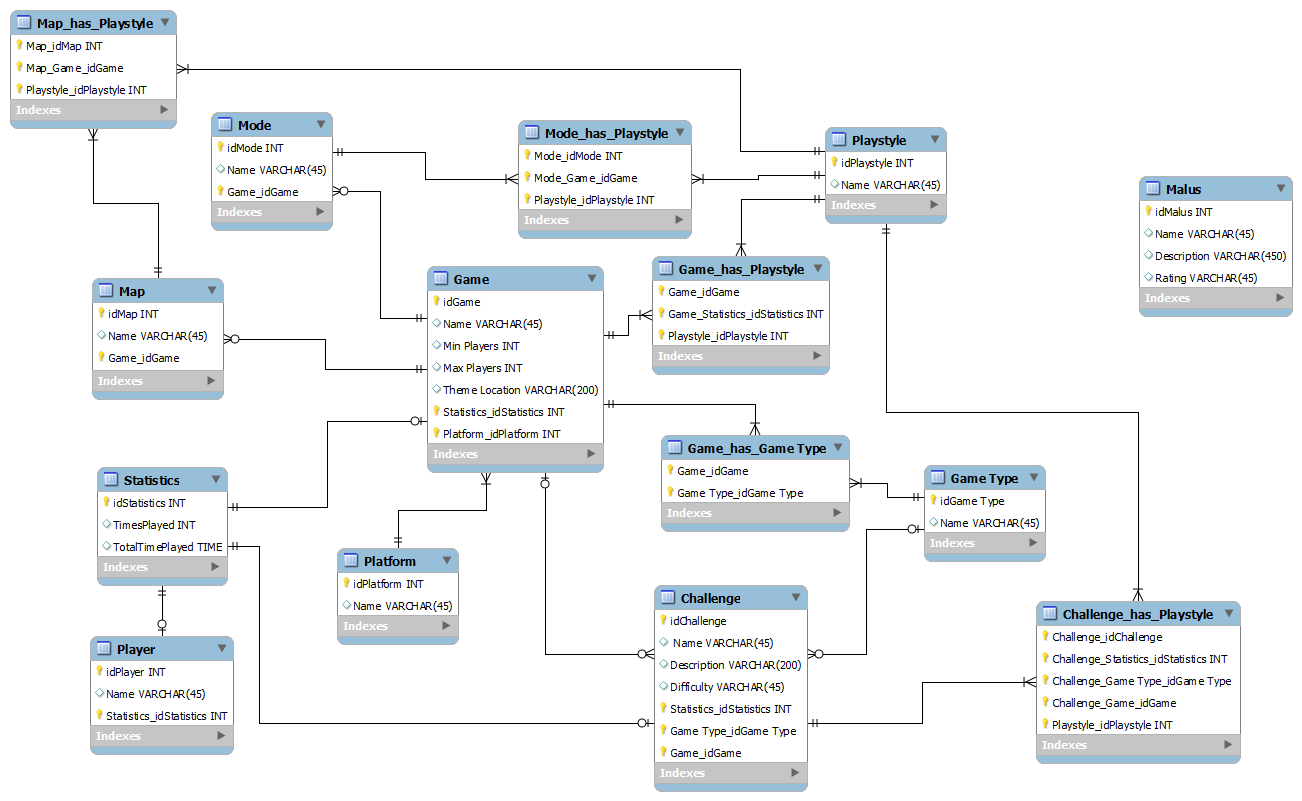 Map_has_Playstyle
Map_idMap INT
Map_Game_idGame
Playstyle_idPlaystyle INT
Indexes
Mode
idMode INT
Name VARCHAR(45)
Game_idGame
Indexes
Mode_has_Playstyle
Mode_idMode INT
Mode_Game_idGame
Playstyle_idPlaystyle INT
Indexes
Playstyle
idPlaystyle INT
Name VARCHAR(45)
Indexes
Malus
idMalus INT
Name VARCHAR(45)
Description VARCHAR(450)
Rating VARCHAR(45)
Indexes
Map
idMap INT
Name VARCHAR(45)
Game_idGame
Indexes
Game
idGame
Name VARCHAR(45)
Min Players INT
Max Players INT
Theme Location VARCHAR(200)
Statistics_idStatistics INT
Platform_idPlatform INT
Indexes
Game_has_Playstyle
Game_idGame
Game_Statistics_idStatistics INT
Playstyle_idPlaystyle INT
Indexes
Game_has_Game Type
Game_idGame
Game Type_idGame Type
Indexes
Game Type
idGame Type
Name VARCHAR(45)
Indexes
Statistics
idStatistics INT
TimesPlayed INT
TotalTimePlayed TIME
Indexes
Platform
idPlatform INT
Name VARCHAR(45)
Indexes
Player
idPlayer INT
Name VARCHAR(45)
Statistics_idStatistics INT
Indexes
Challenge
idChallenge
Name VARCHAR(45)
Description VARCHAR(200)
Difficulty VARCHAR(45)
Statistics_idStatistics INT
Game Type_idGame Type
Game_idGame
Indexes
Challenge_has_Playstyle
Challenge_idChallenge
Challenge_Statistics_idStatistics INT
Challenge_Game Type_idGame Type
Challenge_Game_idGame
Playstyle_idPlaystyle INT
Indexes